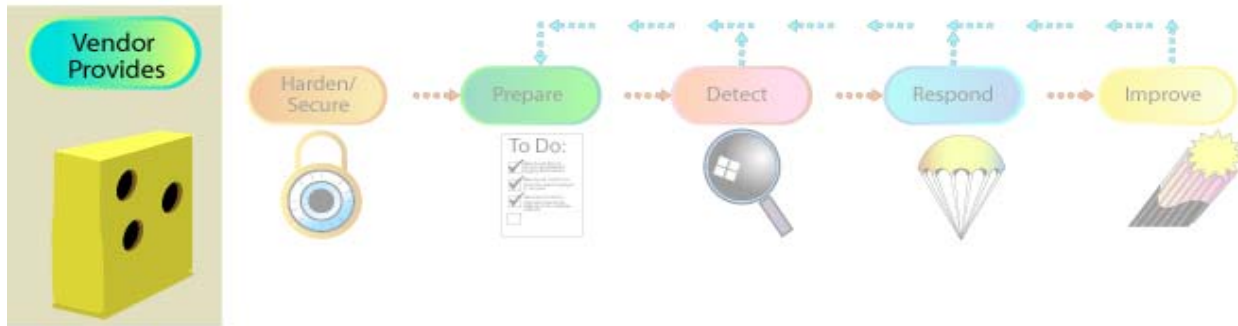 Vendor
Provides
Harden/
Secure
Prepare
Detect
Respond
Improve
To Do: